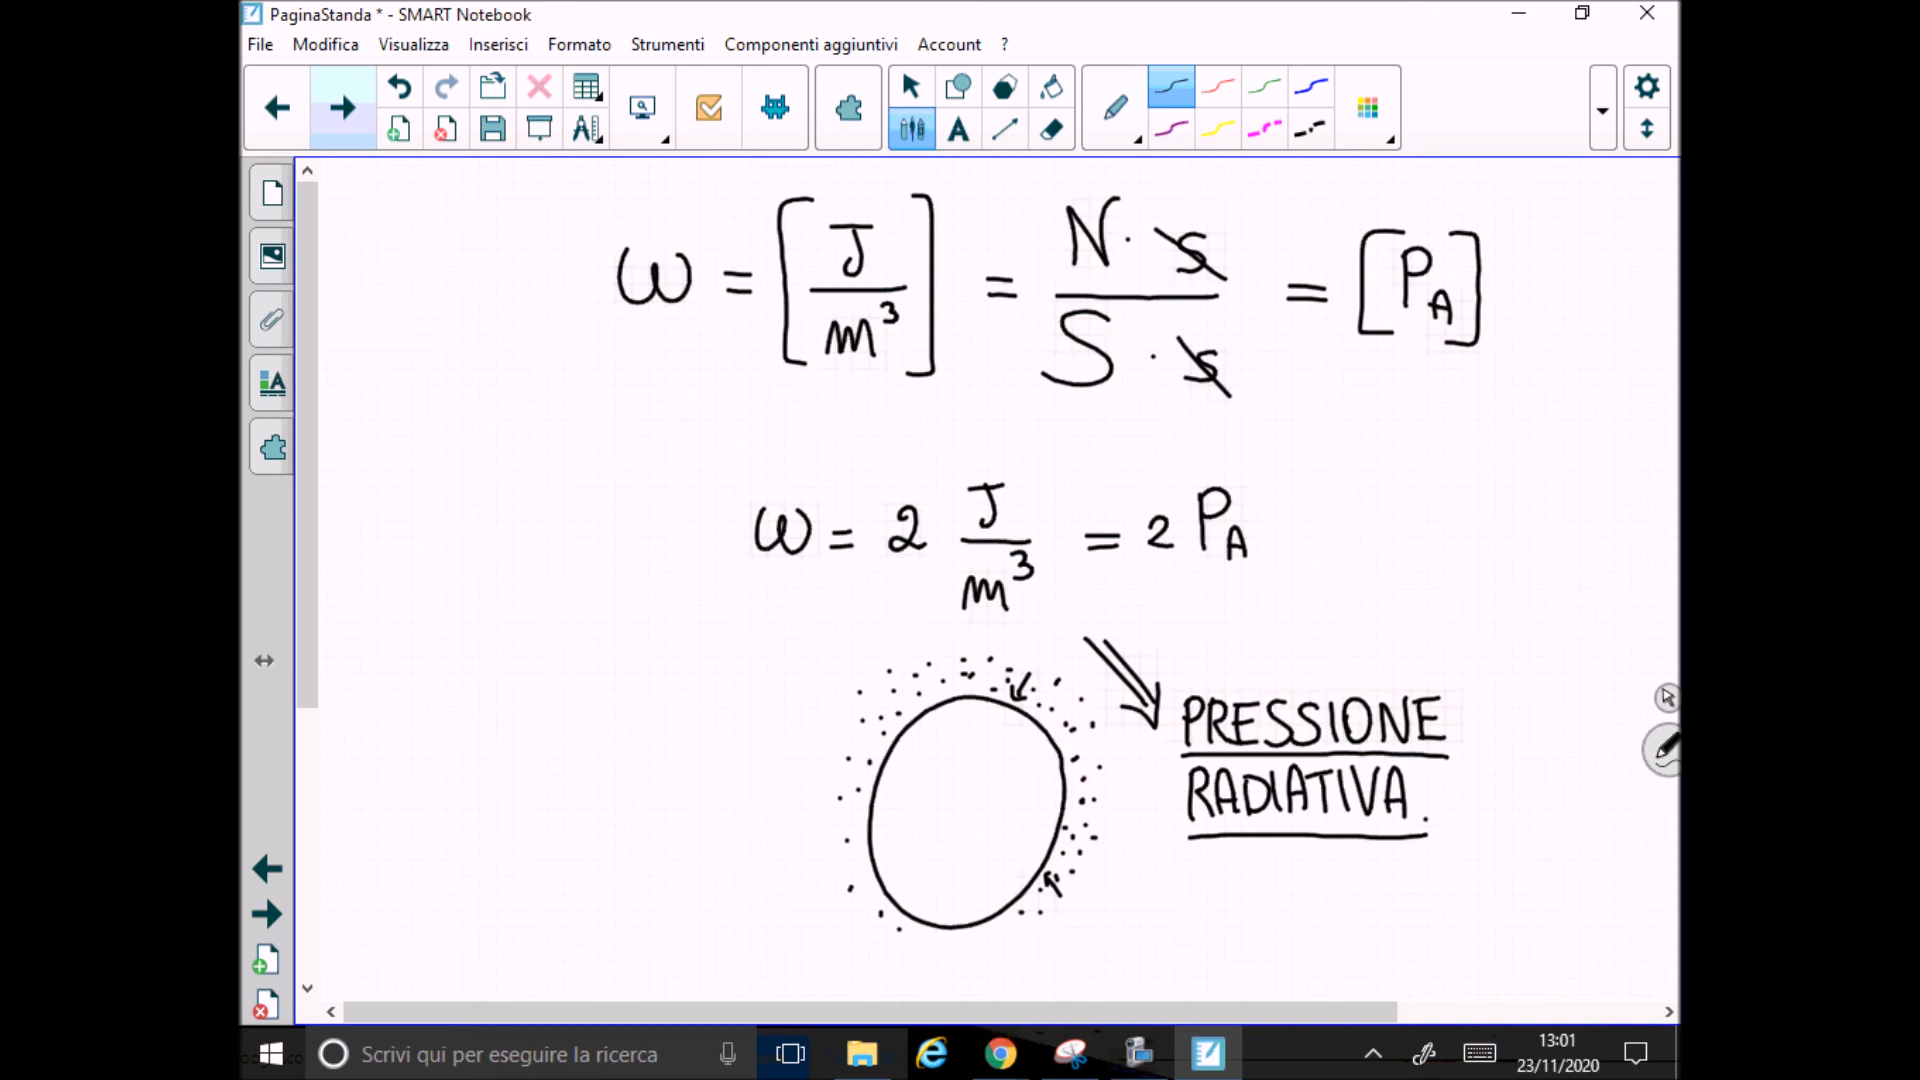 PaginaStanda * - SMART Notebook
File Modifica Visualizza Inserisci Formato Strumenti Componenti aggiuntivi Account ?
ω = [J/m³] = N · s / S · s = [PA]
ω = 2 J/m³ = 2 PA
PRESSIONE
RADIATIVA.
Scrivi qui per eseguire la ricerca
13:01
23/11/2020